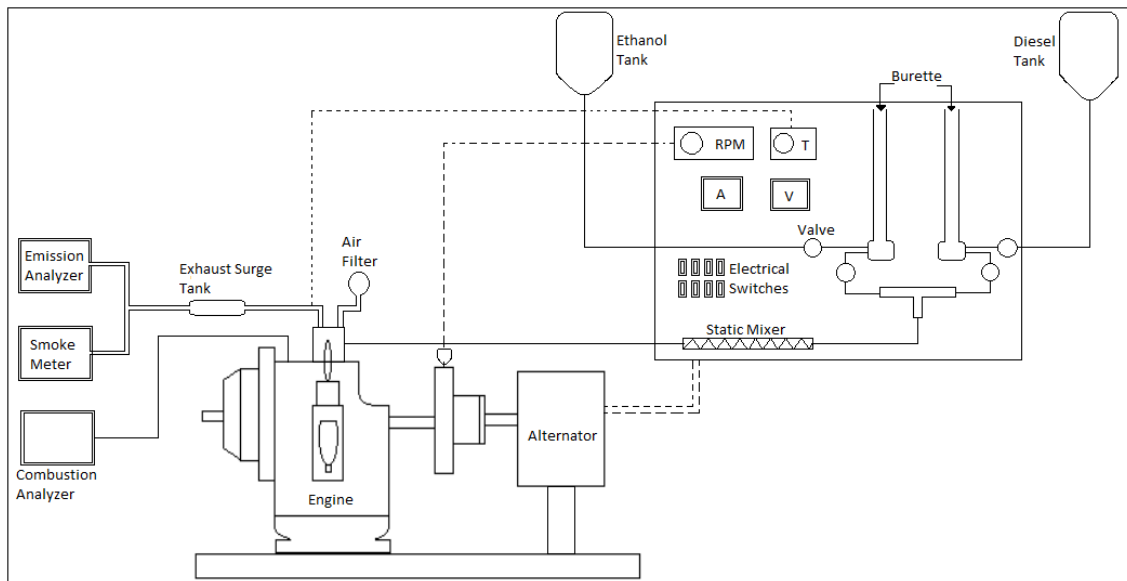 Ethanol
Tank
Diesel
Tank
Burette
RPM
T
A
V
Valve
Air
Filter
Emission
Analyzer
Exhaust Surge
Tank
Electrical
Switches
Static Mixer
Smoke
Meter
Alternator
Combustion
Analyzer
Engine